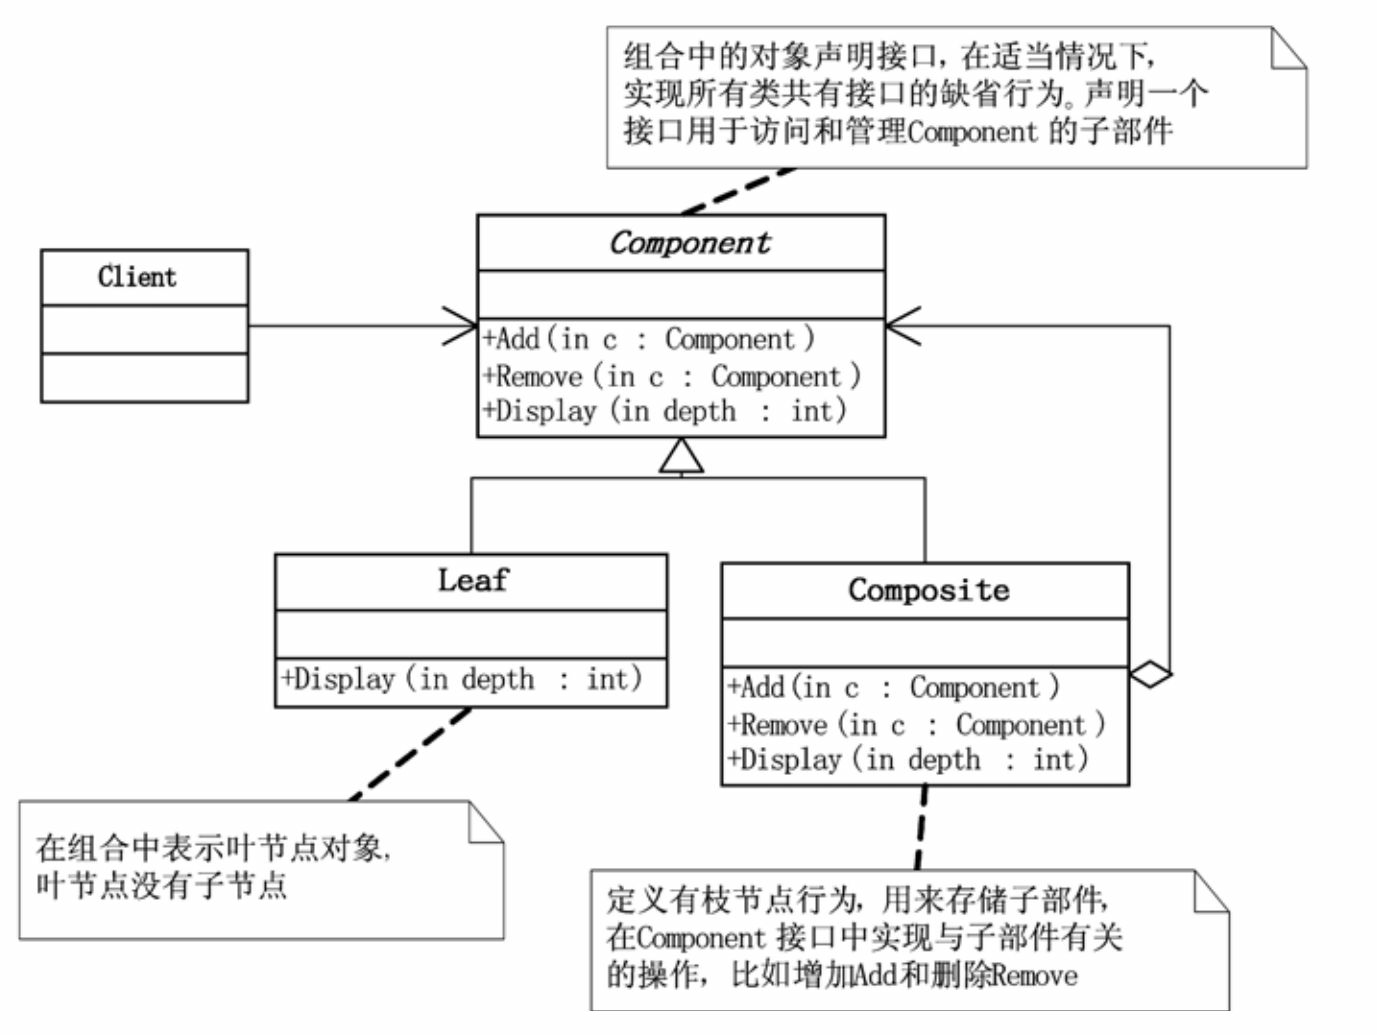 组合中的对象声明接口，在适当情况下，
实现所有类共有接口的缺省行为。声明一个
接口用于访问和管理Component 的子部件
Component
+Add(in c : Component)
+Remove(in c : Component)
+Display(in depth : int)
Client
Leaf
+Display(in depth : int)
Composite
+Add(in c : Component)
+Remove(in c : Component)
+Display(in depth : int)
在组合中表示叶节点对象，
叶节点没有子节点
定义有枝节点行为，用来存储子部件，
在Component 接口中实现与子部件有关
的操作，比如增加Add和删除Remove